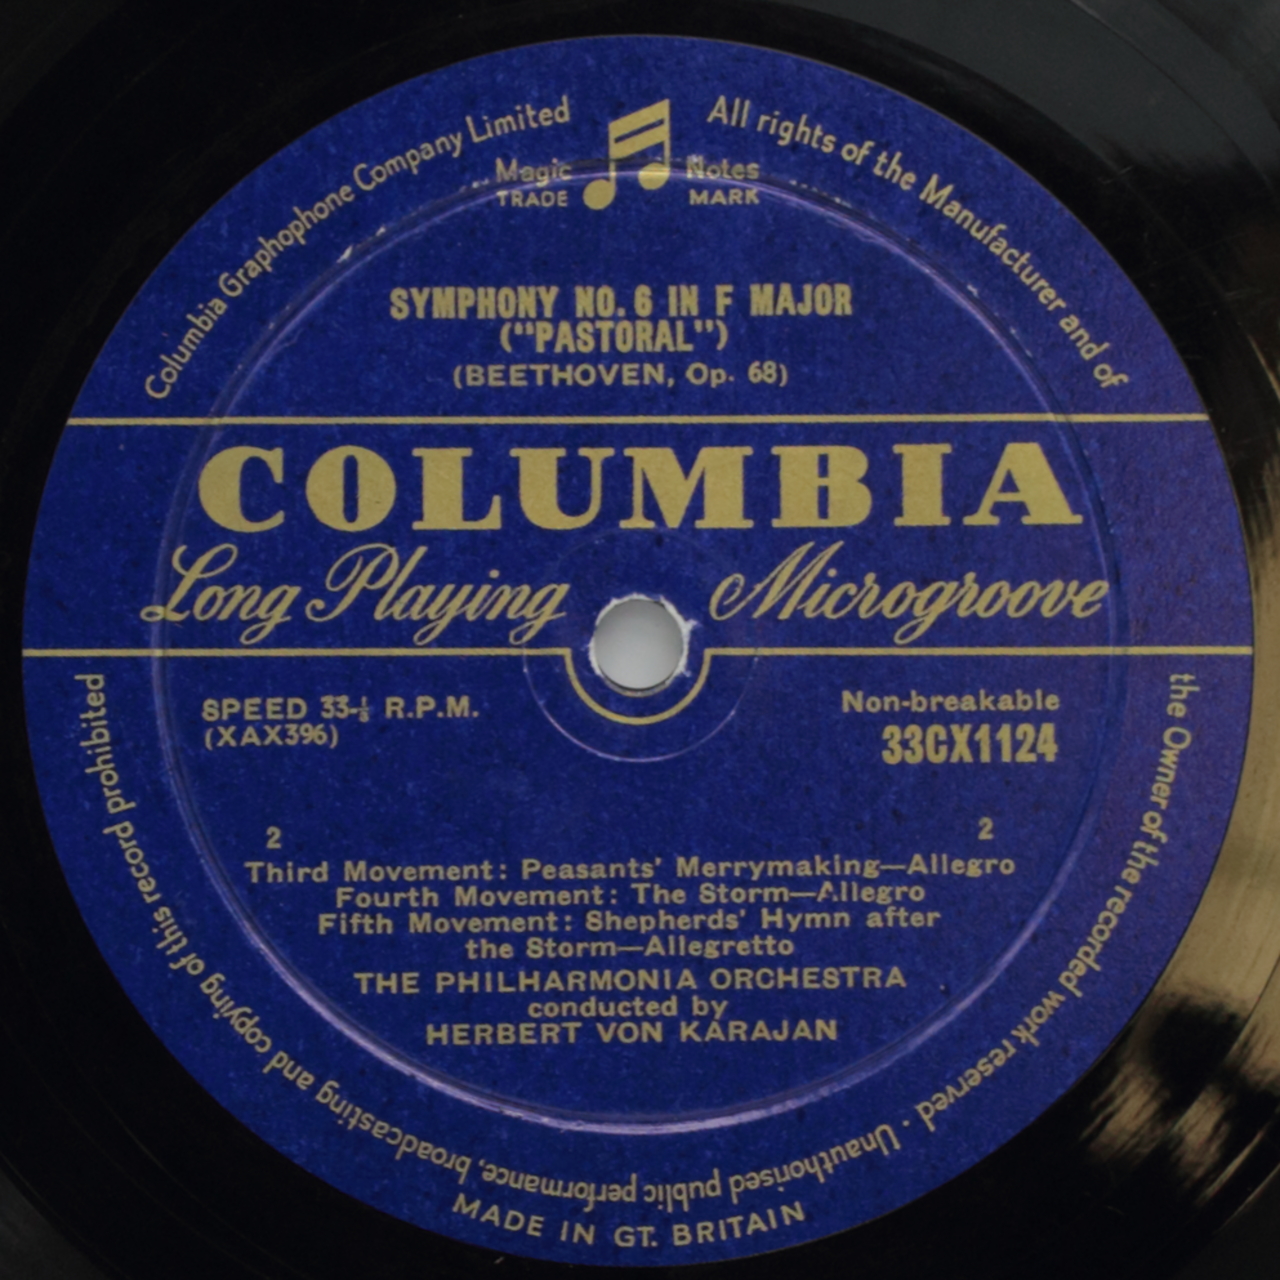 Columbia Graphophone Company Limited
All rights of the Manufacturer and of
the Owner of the recorded work reserved · Unauthorised public performance, broadcasting and copying of this record prohibited
Magic Notes
TRADE MARK
SYMPHONY NO. 6 IN F MAJOR
("PASTORAL")
(BEETHOVEN, Op. 68)
COLUMBIA
Long Playing Microgroove
SPEED 33-⅓ R.P.M.
(XAX396)
Non-breakable
33CX1124
2 2
Third Movement: Peasants' Merrymaking—Allegro
Fourth Movement: The Storm—Allegro
Fifth Movement: Shepherds' Hymn after
the Storm—Allegretto
THE PHILHARMONIA ORCHESTRA
conducted by
HERBERT VON KARAJAN
MADE IN GT. BRITAIN